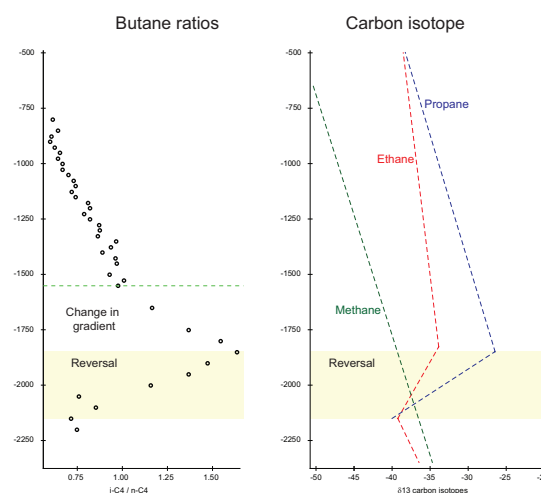 Butane ratios
Carbon isotope
-500
-750
-1000
-1250
-1500
-1750
-2000
-2250
Change in
gradient
Reversal
0.75 1.00 1.25 1.50
i-C4 / n-C4
-500
-750
-1000
-1250
-1500
-1750
-2000
-2250
Propane
Ethane
Methane
Reversal
-50 -45 -40 -35 -30 -25 -20
δ13 carbon isotopes